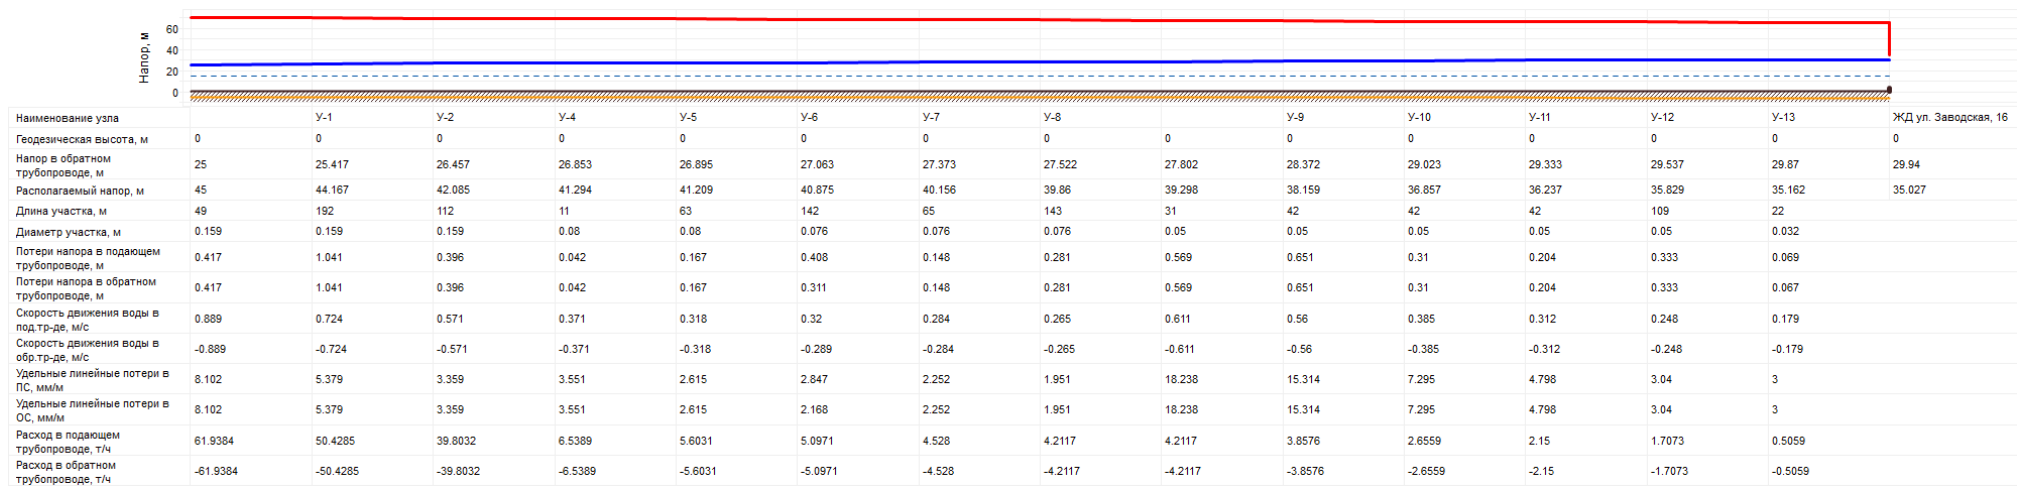 60
40
20
0
Напор, м
Наименование узла У-1 У-2 У-4 У-5 У-6 У-7 У-8 У-9 У-10 У-11 У-12 У-13 ЖД ул. Заводская, 16
Геодезическая высота, м 0 0 0 0 0 0 0 0 0 0 0 0 0 0 0
Напор в обратном
трубопроводе, м 25 25.417 26.457 26.853 26.895 27.063 27.373 27.522 27.802 28.372 29.023 29.333 29.537 29.87 29.94
Располагаемый напор, м 45 44.167 42.085 41.294 41.209 40.875 40.156 39.86 39.298 38.159 36.857 36.237 35.829 35.162 35.027
Длина участка, м 49 192 112 11 63 142 65 143 31 42 42 42 109 22
Диаметр участка, м 0.159 0.159 0.159 0.08 0.08 0.076 0.076 0.076 0.05 0.05 0.05 0.05 0.05 0.032
Потери напора в подающем
трубопроводе, м 0.417 1.041 0.396 0.042 0.167 0.408 0.148 0.281 0.569 0.651 0.31 0.204 0.333 0.069
Потери напора в обратном
трубопроводе, м 0.417 1.041 0.396 0.042 0.167 0.311 0.148 0.281 0.569 0.651 0.31 0.204 0.333 0.067
Скорость движения воды в
под.тр-де, м/с 0.889 0.724 0.571 0.371 0.318 0.32 0.284 0.265 0.611 0.56 0.385 0.312 0.248 0.179
Скорость движения воды в
обр.тр-де, м/с -0.889 -0.724 -0.571 -0.371 -0.318 -0.289 -0.284 -0.265 -0.611 -0.56 -0.385 -0.312 -0.248 -0.179
Удельные линейные потери в
ПС, мм/м 8.102 5.379 3.359 3.551 2.615 2.847 2.252 1.951 18.238 15.314 7.295 4.798 3.04 3
Удельные линейные потери в
ОС, мм/м 8.102 5.379 3.359 3.551 2.615 2.168 2.252 1.951 18.238 15.314 7.295 4.798 3.04 3
Расход в подающем
трубопроводе, т/ч 61.9384 50.4285 39.8032 6.5389 5.6031 5.0971 4.528 4.2117 4.2117 3.8576 2.6559 2.15 1.7073 0.5059
Расход в обратном
трубопроводе, т/ч -61.9384 -50.4285 -39.8032 -6.5389 -5.6031 -5.0971 -4.528 -4.2117 -4.2117 -3.8576 -2.6559 -2.15 -1.7073 -0.5059